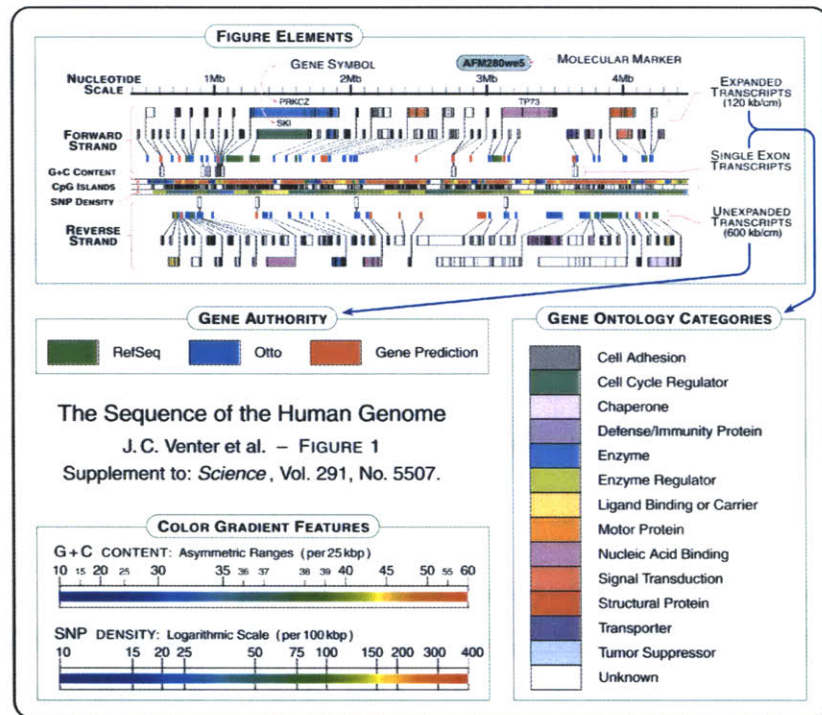 FIGURE ELEMENTS
GENE SYMBOL
AFM280we5
MOLECULAR MARKER
NUCLEOTIDE SCALE
1Mb 2Mb 3Mb 4Mb
EXPANDED TRANSCRIPTS (120 kb/cm)
PRKCZ
TP73
SKI
FORWARD STRAND
G+C CONTENT
SINGLE EXON TRANSCRIPTS
CPG ISLANDS
SNP DENSITY
REVERSE STRAND
UNEXPANDED TRANSCRIPTS (600 kb/cm)
GENE AUTHORITY
RefSeq Otto Gene Prediction
The Sequence of the Human Genome
J.C. Venter et al. – FIGURE 1
Supplement to: Science, Vol. 291, No. 5507.
COLOR GRADIENT FEATURES
G+C CONTENT: Asymmetric Ranges (per 25 kbp)
10 15 20 25 30 35 36 37 38 39 40 45 50 55 60
SNP DENSITY: Logarithmic Scale (per 100 kbp)
10 15 20 25 50 75 100 150 200 300 400
GENE ONTOLOGY CATEGORIES
Cell Adhesion
Cell Cycle Regulator
Chaperone
Defense/Immunity Protein
Enzyme
Enzyme Regulator
Ligand Binding or Carrier
Motor Protein
Nucleic Acid Binding
Signal Transduction
Structural Protein
Transporter
Tumor Suppressor
Unknown